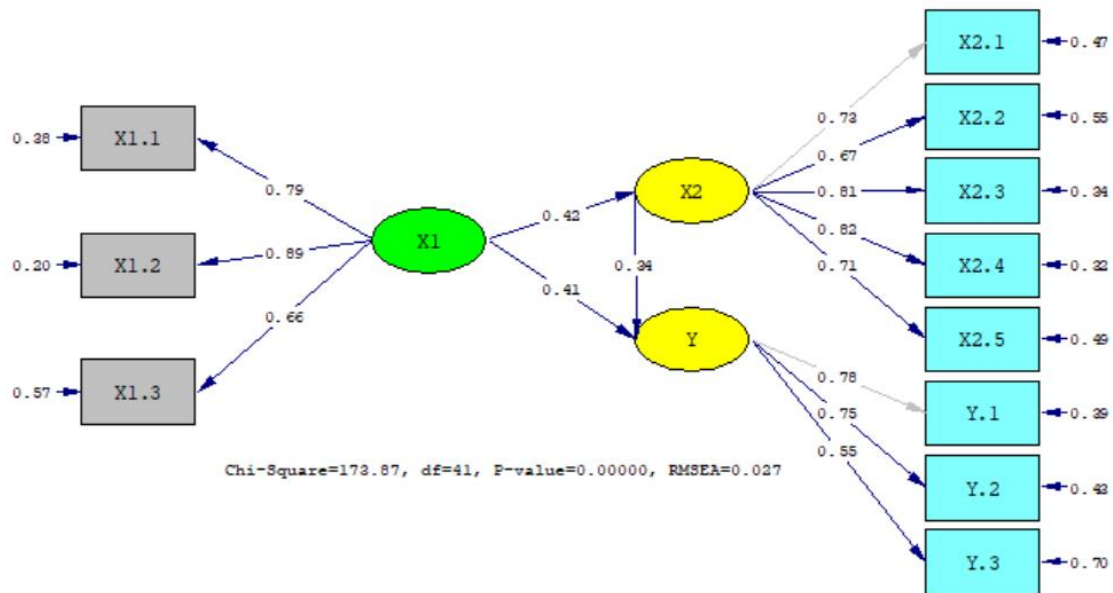 X2.1
0.47
X1.1
0.38
0.73
X2.2
0.55
0.79
0.67
X2
X2.3
0.34
0.81
0.42
X1
0.82
X1.2
0.20
0.89
X2.4
0.32
0.34
0.71
0.41
0.66
Y
X2.5
0.49
X1.3
0.57
0.78
Y.1
0.39
0.75
0.55
Chi-Square=173.87, df=41, P-value=0.00000, RMSEA=0.027
Y.2
0.43
Y.3
0.70